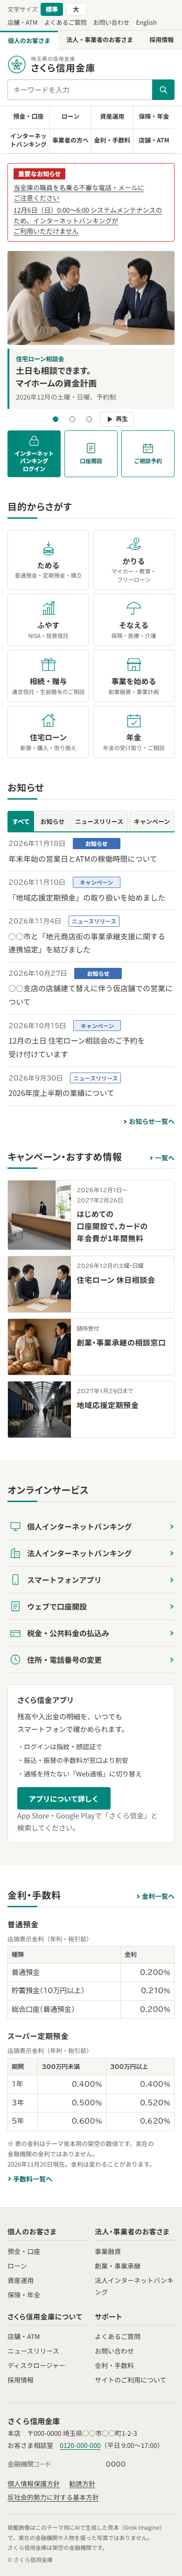 文字サイズ 標準 大
店舗・ATM よくあるご質問 お問い合わせ English
個人のお客さま 法人・事業者のお客さま 採用情報
埼玉県の信用金庫
さくら信用金庫
キーワードを入力
預金・口座 ローン 資産運用 保険・年金
インターネットバンキング 事業者の方へ 金利・手数料 店舗・ATM
重要なお知らせ
当金庫の職員を名乗る不審な電話・メールに
ご注意ください
12月6日（日）0:00〜6:00 システムメンテナンスの
ため、インターネットバンキングが
ご利用いただけません
住宅ローン相談会
土日も相談できます。
マイホームの資金計画
2026年12月の土曜・日曜、予約制
再生
インターネット
バンキング
ログイン
口座開設
ご相談予約
目的からさがす
ためる
普通預金・定期預金・積立
かりる
マイカー・教育・
フリーローン
ふやす
NISA・投資信託
そなえる
保険・医療・介護
相続・贈与
遺言信託・生前贈与のご相談
事業を始める
創業融資・事業計画
住宅ローン
新築・購入・借り換え
年金
年金の受け取り・ご相談
お知らせ
すべて お知らせ ニュースリリース キャンペーン
2026年11月18日 お知らせ
年末年始の営業日とATMの稼働時間について
2026年11月10日 キャンペーン
「地域応援定期預金」の取り扱いを始めました
2026年11月4日 ニュースリリース
〇〇市と「地元商店街の事業承継支援に関する
連携協定」を結びました
2026年10月27日 お知らせ
〇〇支店の店舗建て替えに伴う仮店舗での営業に
ついて
2026年10月15日 キャンペーン
12月の土日 住宅ローン相談会のご予約を
受け付けています
2026年9月30日 ニュースリリース
2026年度上半期の業績について
お知らせ一覧へ
キャンペーン・おすすめ情報 一覧へ
2026年12月1日〜
2027年2月26日
はじめての
口座開設で、カードの
年会費が1年間無料
2026年12月の土曜・日曜
住宅ローン 休日相談会
随時受付
創業・事業承継の相談窓口
2027年1月29日まで
地域応援定期預金
オンラインサービス
個人インターネットバンキング
法人インターネットバンキング
スマートフォンアプリ
ウェブで口座開設
税金・公共料金の払込み
住所・電話番号の変更
さくら信金アプリ
残高や入出金の明細を、いつでも
スマートフォンで確かめられます。
・ログインは指紋・顔認証で
・振込・振替の手数料が窓口より割安
・通帳を持たない「Web通帳」に切り替え
アプリについて詳しく
App Store・Google Playで「さくら信金」と
検索してください。
金利・手数料 金利一覧へ
普通預金
店頭表示金利（年利・税引前）
種類 金利
普通預金 0.200%
貯蓄預金（10万円以上） 0.210%
総合口座（普通預金） 0.200%
スーパー定期預金
店頭表示金利（年利・税引前）
期間 300万円未満 300万円以上
1年 0.400% 0.400%
3年 0.500% 0.520%
5年 0.600% 0.620%
※ 表の金利はテーマ見本用の架空の数値です。実在の
金融機関の金利ではありません。
2026年11月20日現在。金利は変わることがあります。
手数料一覧へ
個人のお客さま
預金・口座
ローン
資産運用
保険・年金
法人・事業者のお客さま
事業融資
創業・事業承継
法人インターネットバンキ
ング
さくら信用金庫について
店舗・ATM
ニュースリリース
ディスクロージャー
採用情報
サポート
よくあるご質問
お問い合わせ
金利・手数料
サイトのご利用について
さくら信用金庫
本店 〒000-0000 埼玉県〇〇市〇〇町1-2-3
お客さま相談室 0120-000-000（平日 9:00〜17:00）
金融機関コード 0000
個人情報保護方針 勧誘方針
反社会的勢力に対する基本方針
掲載画像はこのテーマ用にAIで生成した見本（Grok Imagine）
で、実在の金融機関や人物を撮った写真ではありません。
さくら信用金庫は架空の金融機関です。
© さくら信用金庫